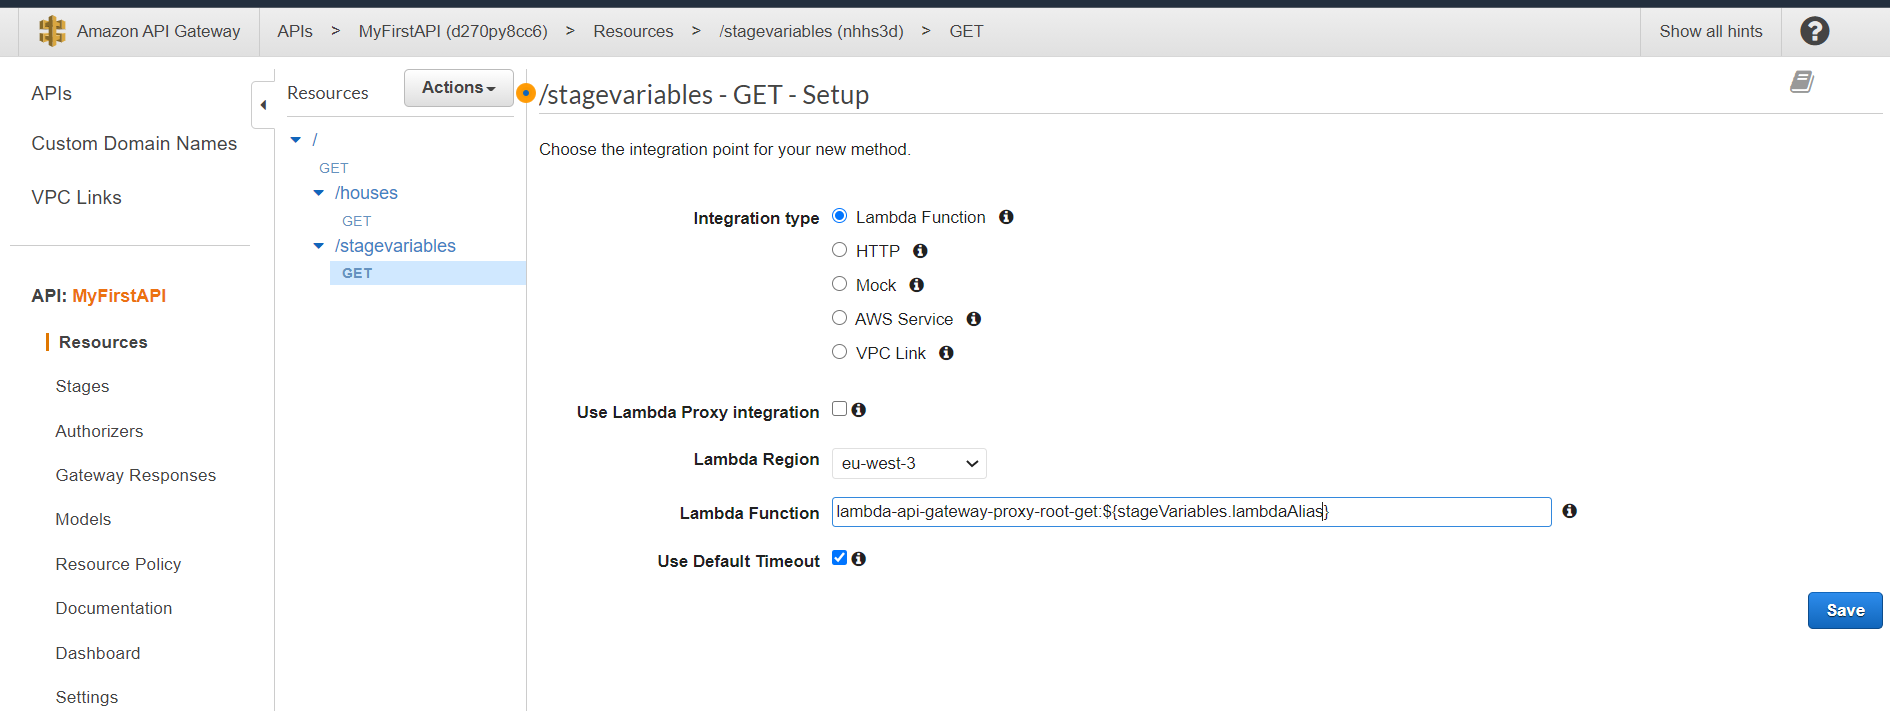 Amazon API Gateway
APIs > MyFirstAPI (d270py8cc6) > Resources > /stagevariables (nhhs3d) > GET
Show all hints
?
APIs
Custom Domain Names
VPC Links
API: MyFirstAPI
Resources
Stages
Authorizers
Gateway Responses
Models
Resource Policy
Documentation
Dashboard
Settings
Resources
Actions
/
GET
/houses
GET
/stagevariables
GET
/stagevariables - GET - Setup
Choose the integration point for your new method.
Integration type
Lambda Function
HTTP
Mock
AWS Service
VPC Link
Use Lambda Proxy integration
Lambda Region eu-west-3
Lambda Function lambda-api-gateway-proxy-root-get:${stageVariables.lambdaAlias}
Use Default Timeout
Save